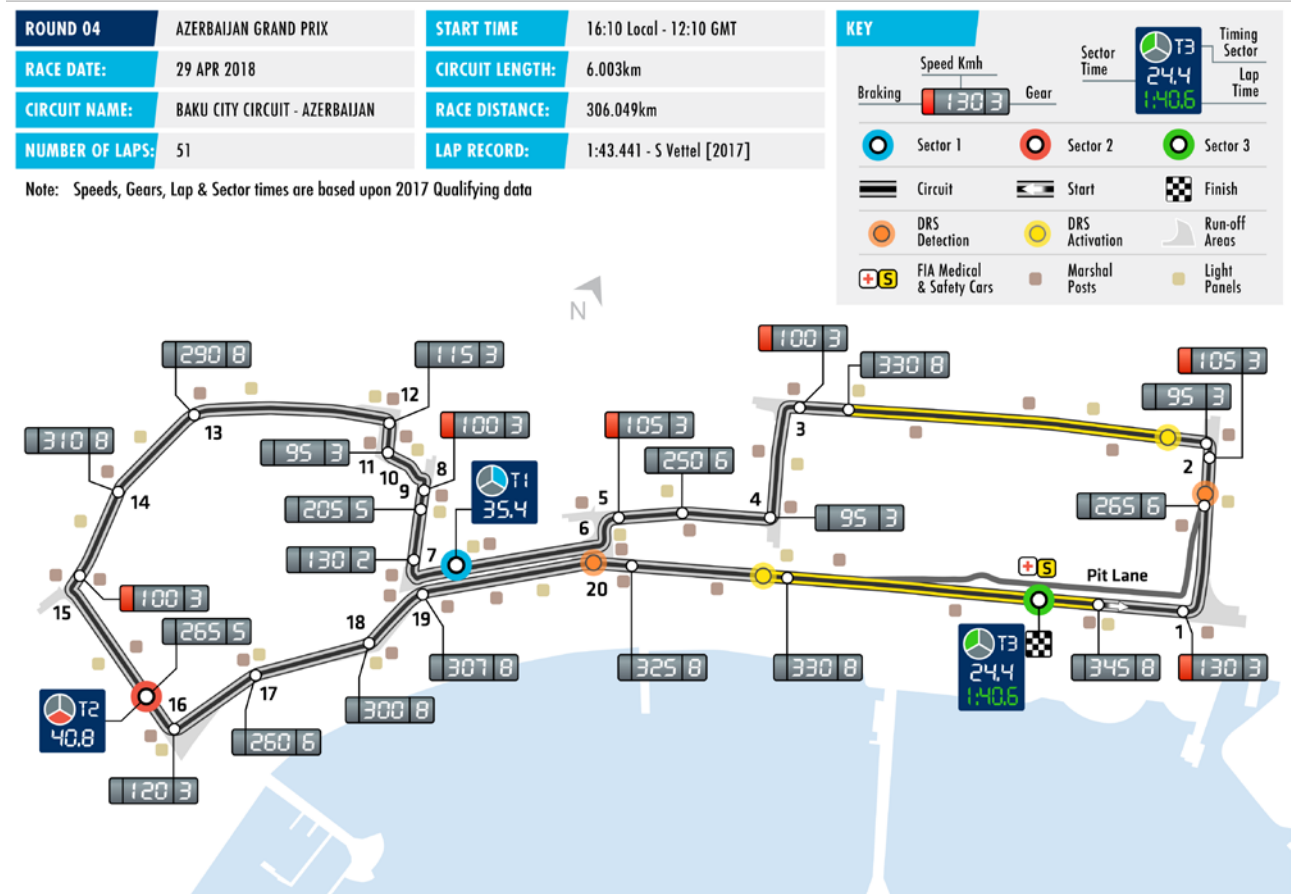 ROUND 04 AZERBAIJAN GRAND PRIX
RACE DATE: 29 APR 2018
CIRCUIT NAME: BAKU CITY CIRCUIT - AZERBAIJAN
NUMBER OF LAPS: 51
START TIME 16:10 Local - 12:10 GMT
CIRCUIT LENGTH: 6.003km
RACE DISTANCE: 306.049km
LAP RECORD: 1:43.441 - S Vettel [2017]
Note: Speeds, Gears, Lap & Sector times are based upon 2017 Qualifying data
KEY
Speed Kmh
Braking 130 3 Gear
Sector Time
T3
24.4
1:40.6
Timing Sector
Lap Time
Sector 1
Sector 2
Sector 3
Circuit
Start
Finish
DRS Detection
DRS Activation
Run-off Areas
S
FIA Medical & Safety Cars
Marshal Posts
Light Panels
N
290 8
115 3
100 3
330 8
105 3
95 3
12
13
3
310 8
95 3
11
10
8
9
100 3
105 3
250 6
2
14
T1
35.4
205 5
5
4
95 3
265 6
6
130 2
7
S
Pit Lane
15
100 3
20
19
18
1
265 5
17
16
307 8
325 8
330 8
T3
24.4
1:40.6
345 8
130 3
T2
40.8
300 8
260 6
120 3